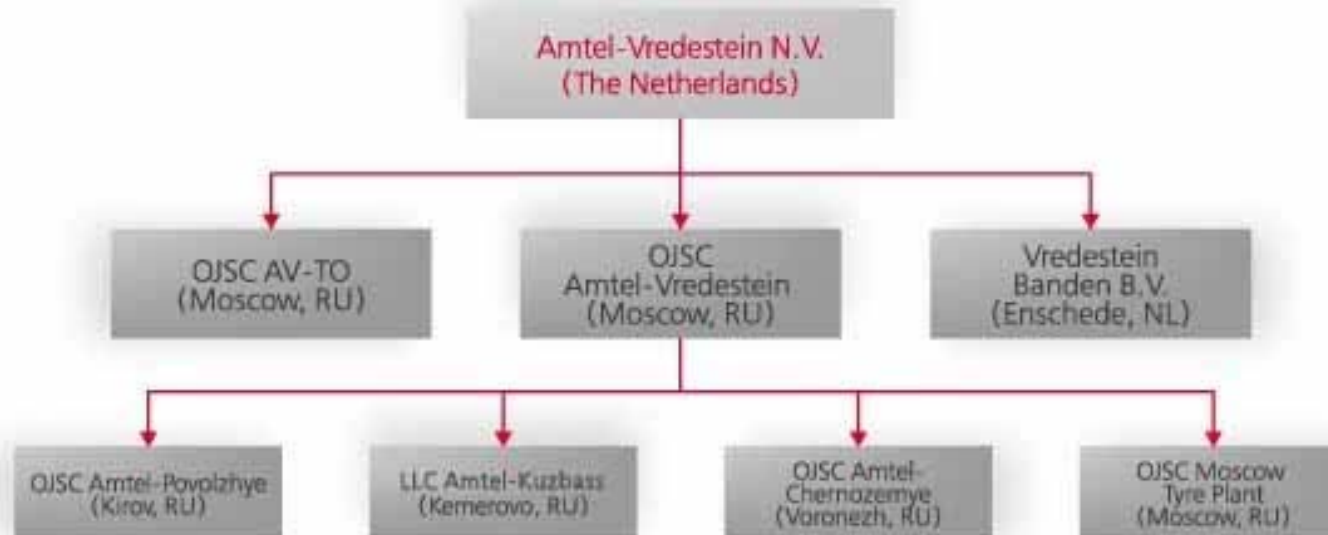 Amtel-Vredestein N.V.
(The Netherlands)
OJSC AV-TO
(Moscow, RU)
OJSC
Amtel-Vredestein
(Moscow, RU)
Vredestein
Banden B.V.
(Enschede, NL)
OJSC Amtel-Povolzhye
(Kirov, RU)
LLC Amtel-Kuzbass
(Kemerovo, RU)
OJSC Amtel-
Chernozemye
(Voronezh, RU)
OJSC Moscow
Tyre Plant
(Moscow, RU)